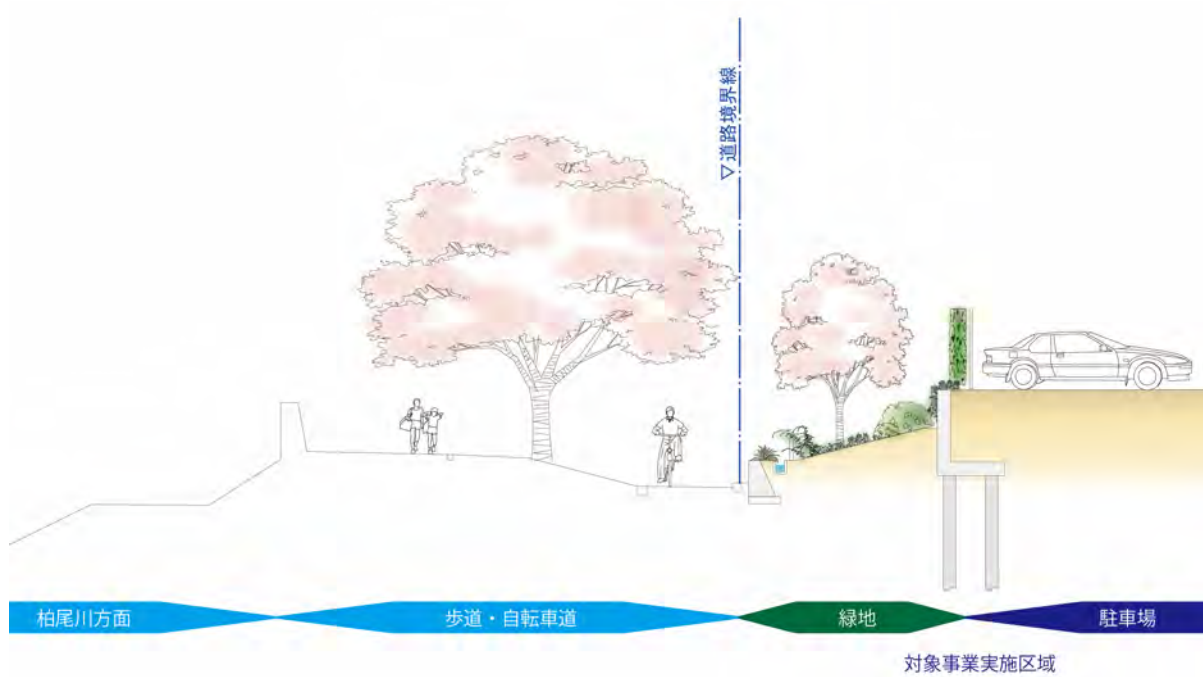 ▽道路境界線
柏尾川方面
歩道・自転車道
緑地
駐車場
対象事業実施区域